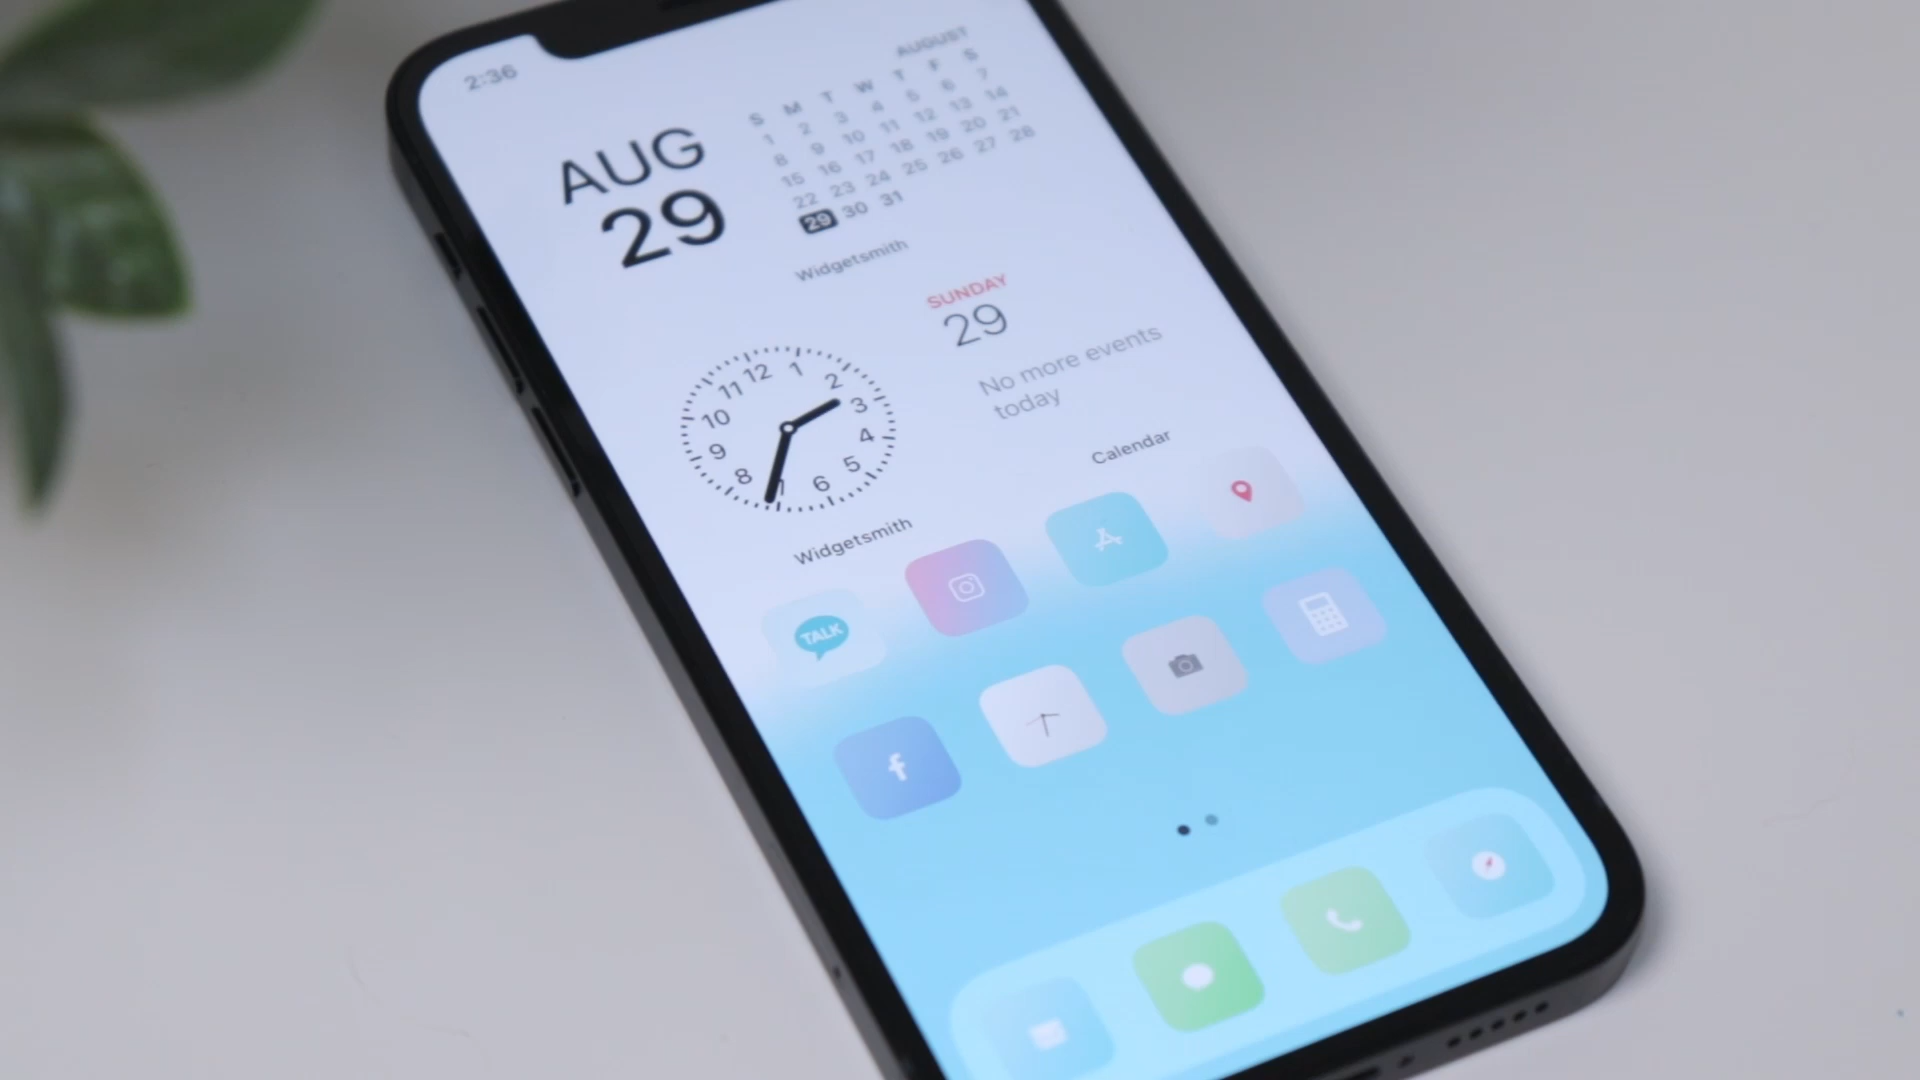 2:36
AUG
29
AUGUST
S M T W T F S
1 2 3 4 5 6 7
8 9 10 11 12 13 14
15 16 17 18 19 20 21
22 23 24 25 26 27 28
29 30 31
Widgetsmith
SUNDAY
29
No more events
today
12 1 2 3 4 5 6 7 8 9 10 11
Widgetsmith
Calendar
TALK
f